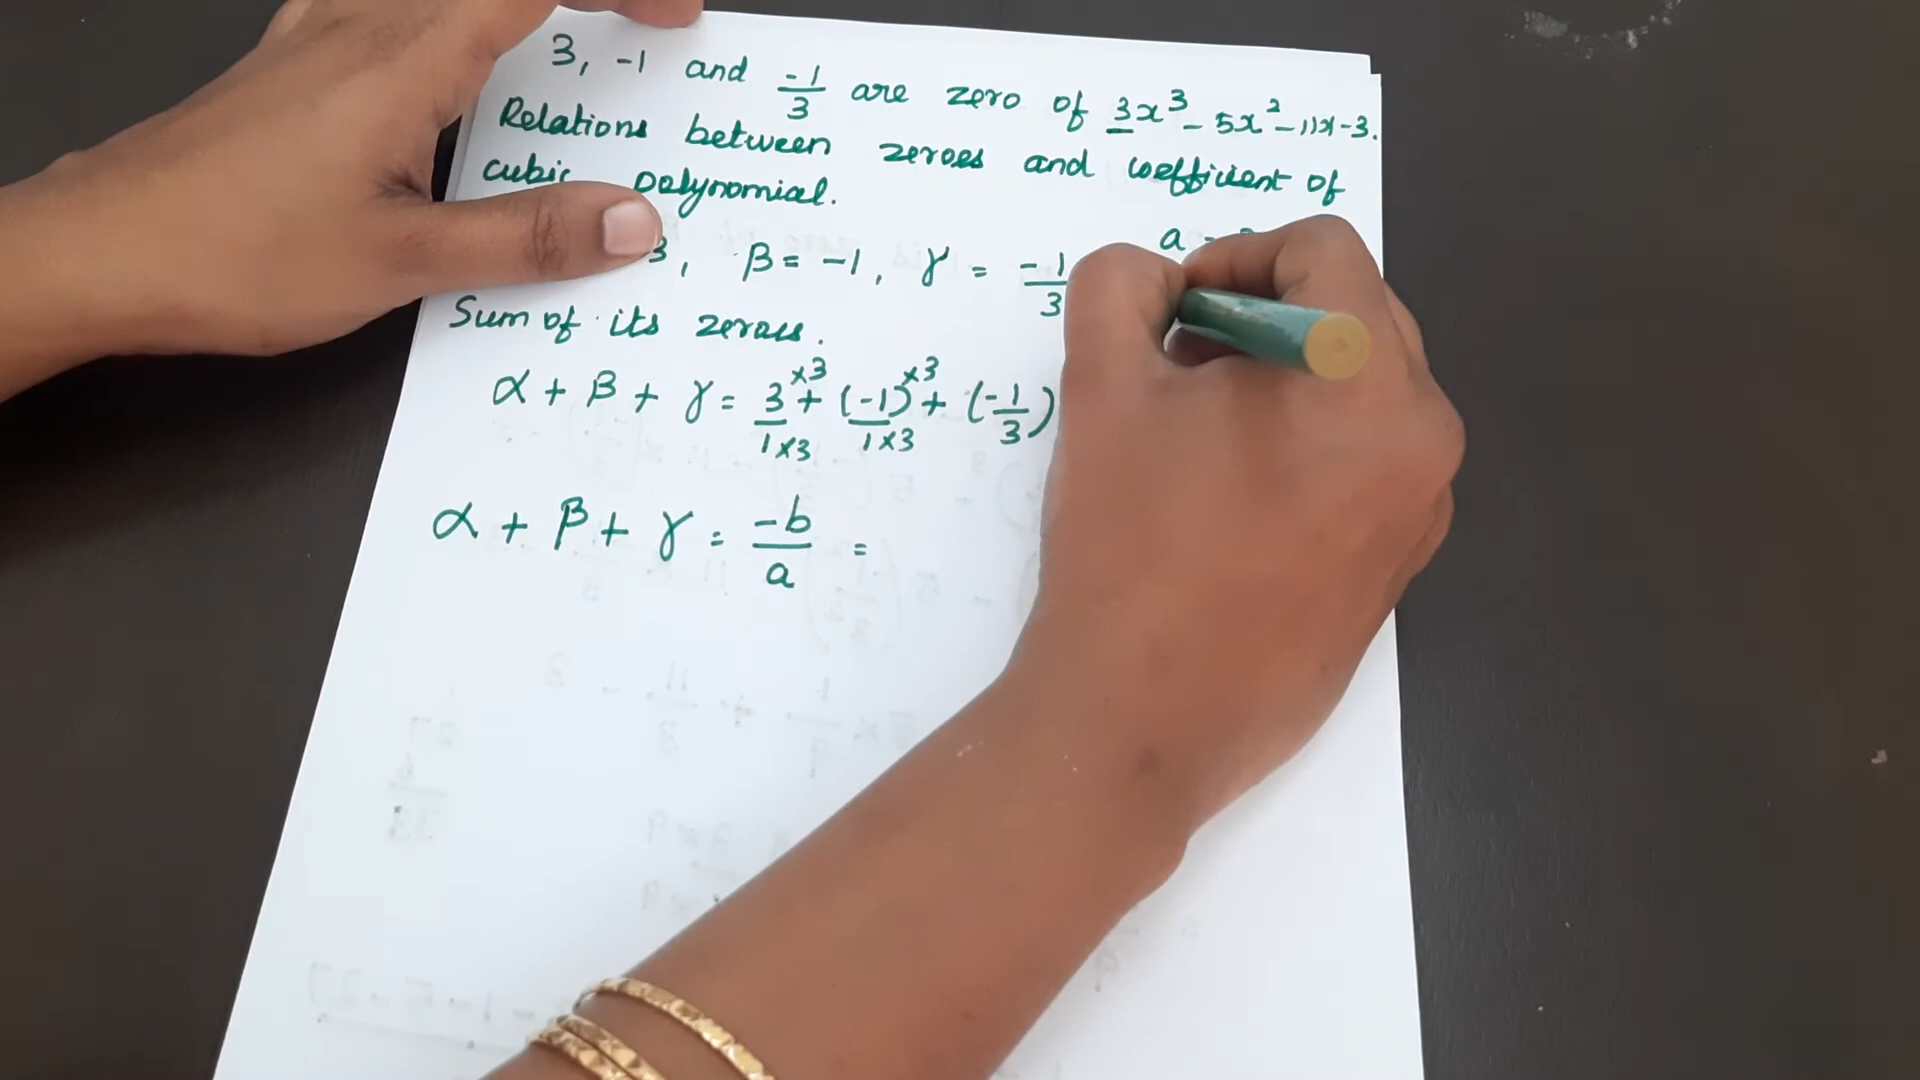 3, -1 and -1/3 are zero of 3x³ - 5x² - 11x - 3.
Relations between zeroes and coefficient of
cubic polynomial.
3, β = -1, γ = -1/3
a =
Sum of its zeroes.
α + β + γ = 3×3/1×3 + (-1)×3/1×3 + (-1/3)
α + β + γ = -b/a =